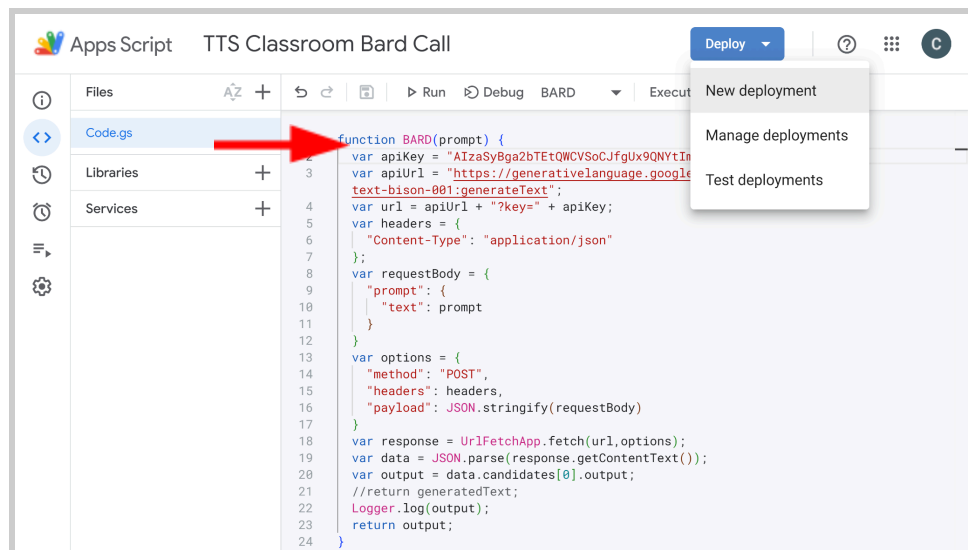 Apps Script TTS Classroom Bard Call Deploy C
Files AZ Run Debug BARD
New deployment
Manage deployments
Test deployments
Code.gs
Libraries
Services
function BARD(prompt) {
2 var apiKey =
3 var apiUrl = "https://generativelanguage.google
text-bison-001:generateText";
4 var url = apiUrl + "?key=" + apiKey;
5 var headers = {
6 "Content-Type": "application/json"
7 };
8 var requestBody = {
9 "prompt": {
10 "text": prompt
11 }
12 }
13 var options = {
14 "method": "POST",
15 "headers": headers,
16 "payload": JSON.stringify(requestBody)
17 }
18 var response = UrlFetchApp.fetch(url,options);
19 var data = JSON.parse(response.getContentText());
20 var output = data.candidates[0].output;
21 //return generatedText;
22 Logger.log(output);
23 return output;
24 }